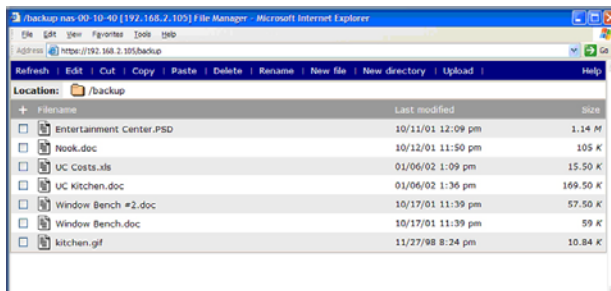 /backup nas-00-10-40 [192.168.2.105] File Manager - Microsoft Internet Explorer
File Edit View Favorites Tools Help
Address https://192.168.2.105/backup Go
Refresh | Edit | Cut | Copy | Paste | Delete | Rename | New file | New directory | Upload | Help
Location: /backup
+ Filename Last modified Size
Entertainment Center.PSD 10/11/01 12:09 pm 1.14 M
Nook.doc 10/12/01 11:50 pm 105 K
UC Costs.xls 01/06/02 1:09 pm 15.50 K
UC Kitchen.doc 01/06/02 1:36 pm 169.50 K
Window Bench #2.doc 10/17/01 11:39 pm 57.50 K
Window Bench.doc 10/17/01 11:39 pm 59 K
kitchen.gif 11/27/98 8:24 pm 10.84 K